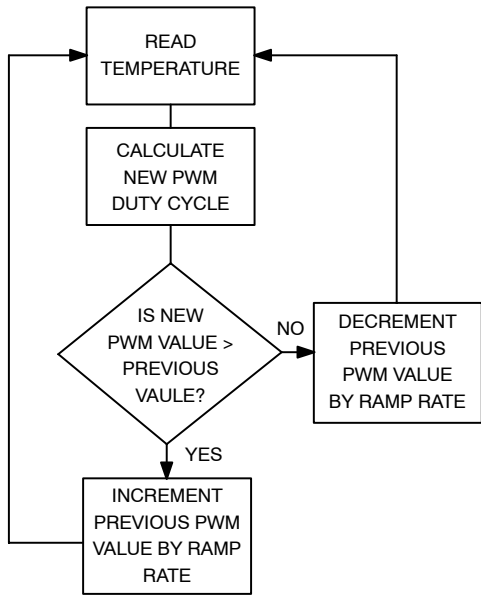 READ
TEMPERATURE
CALCULATE
NEW PWM
DUTY CYCLE
IS NEW
PWM VALUE >
PREVIOUS
VAULE?
NO
DECREMENT
PREVIOUS
PWM VALUE
BY RAMP RATE
YES
INCREMENT
PREVIOUS PWM
VALUE BY RAMP
RATE